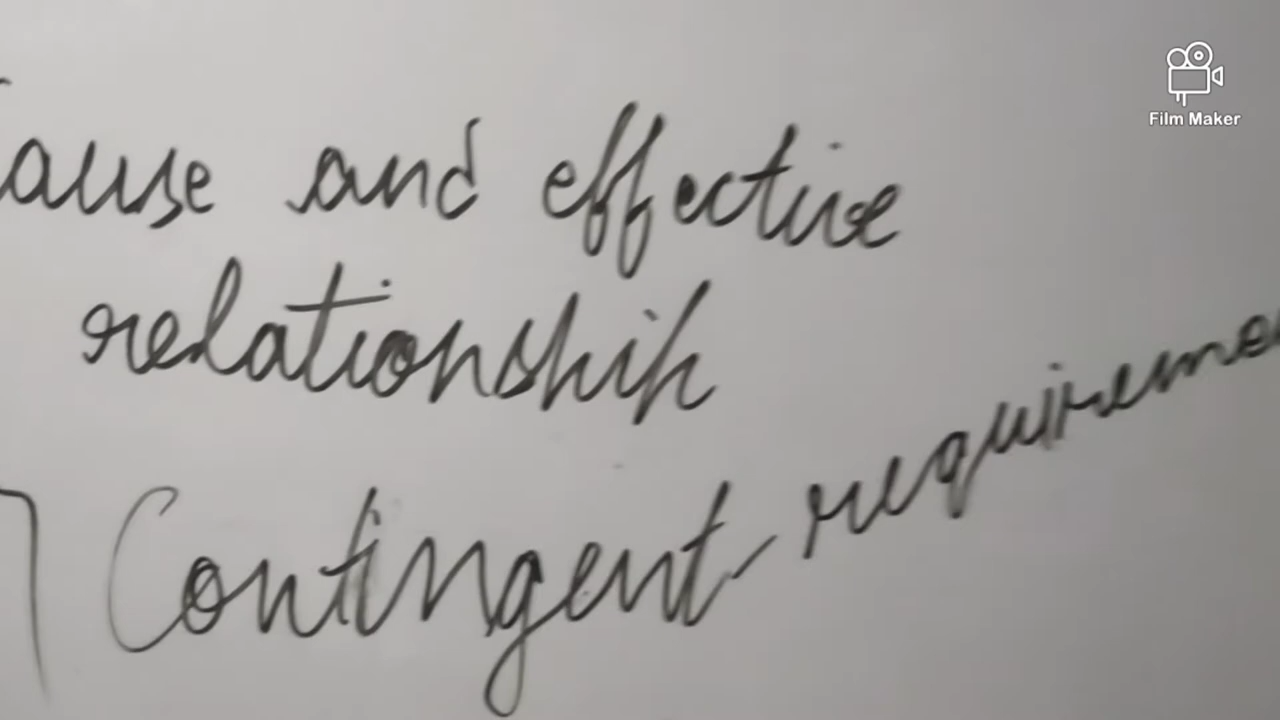 Film Maker
ause and effective
relationship
Contingent requireme